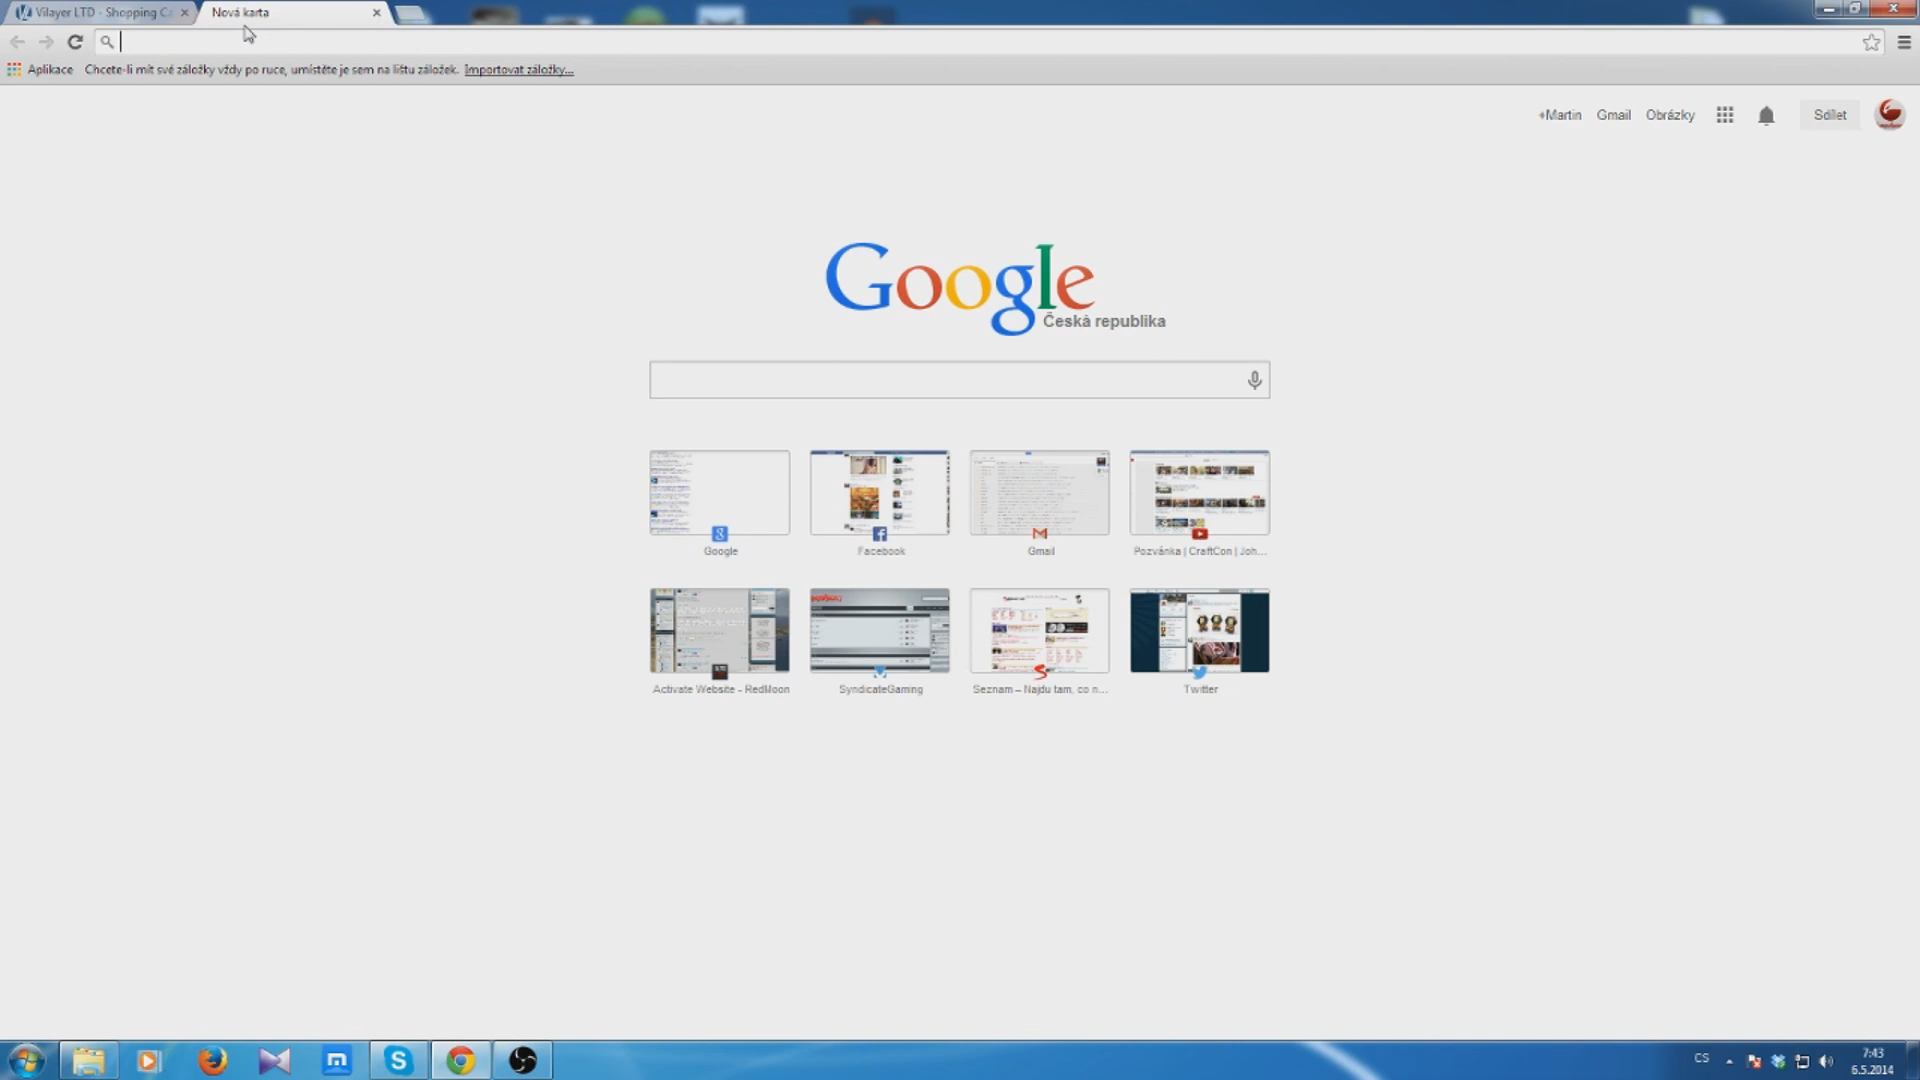 Vilayer LTD - Shopping Ca
Nová karta
Aplikace
Chcete-li mít své záložky vždy po ruce, umístěte je sem na lištu záložek. Importovat záložky...
+Martin
Gmail
Obrázky
Sdílet
Google
Česká republika
Google
Facebook
Gmail
Pozvánka | CraftCon | Joh...
Activate Website - RedMoon
SyndicateGaming
Seznam – Najdu tam, co n...
Twitter
CS
7:43
6.5.2014